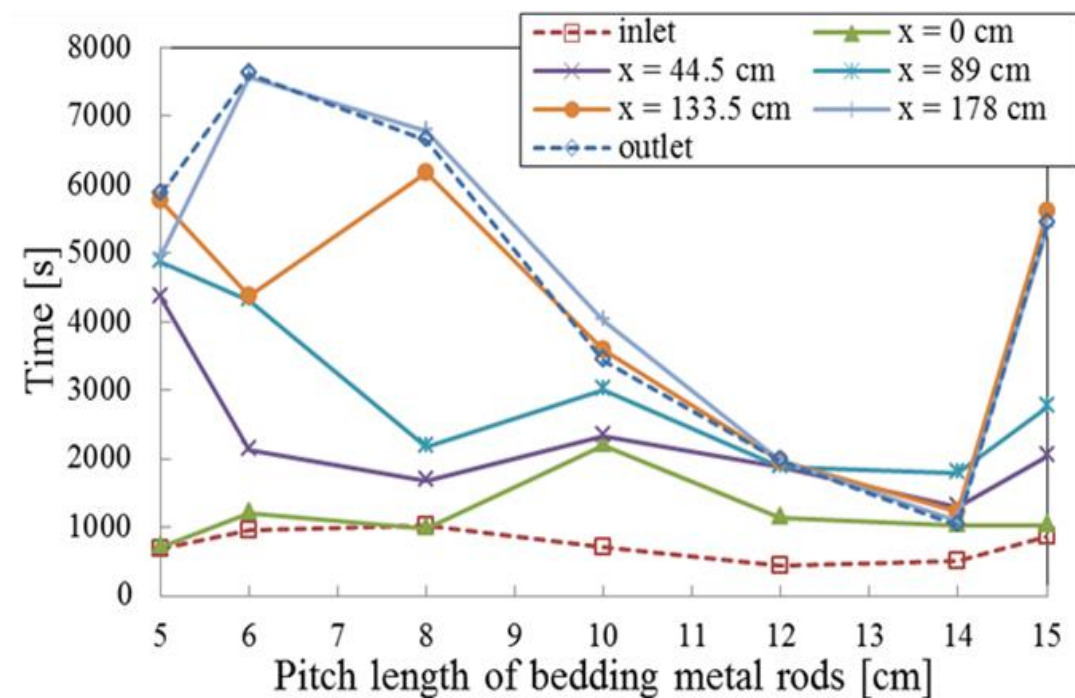 inlet
x = 0 cm
x = 44.5 cm
x = 89 cm
x = 133.5 cm
x = 178 cm
outlet
8000
7000
6000
5000
4000
3000
2000
1000
0
Time [s]
5 6 7 8 9 10 11 12 13 14 15
Pitch length of bedding metal rods [cm]